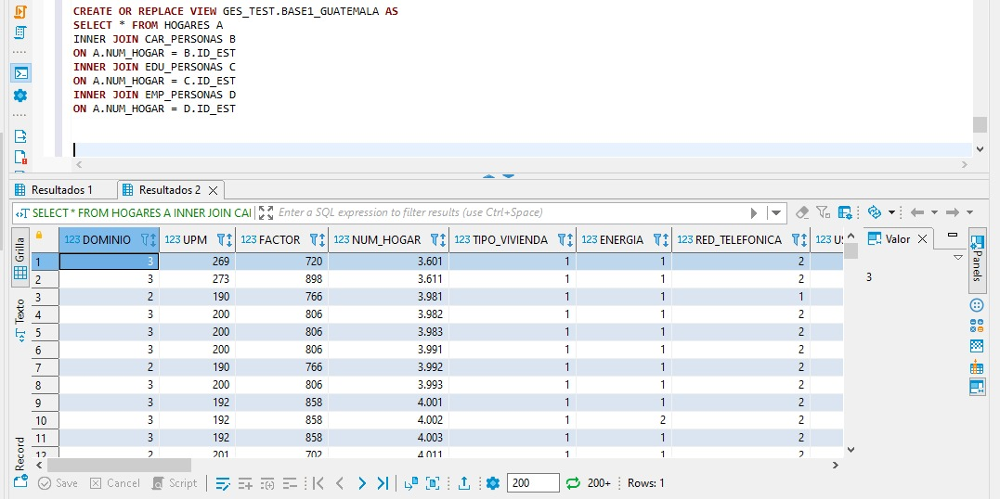 CREATE OR REPLACE VIEW GES_TEST.BASE1_GUATEMALA AS
SELECT * FROM HOGARES A
INNER JOIN CAR_PERSONAS B
ON A.NUM_HOGAR = B.ID_EST
INNER JOIN EDU_PERSONAS C
ON A.NUM_HOGAR = C.ID_EST
INNER JOIN EMP_PERSONAS D
ON A.NUM_HOGAR = D.ID_EST
Resultados 1 Resultados 2
SELECT * FROM HOGARES A INNER JOIN CAI Enter a SQL expression to filter results (use Ctrl+Space)
Grilla 123 DOMINIO 123 UPM 123 FACTOR 123 NUM_HOGAR 123 TIPO_VIVIENDA 123 ENERGIA 123 RED_TELEFONICA 123 US Valor
1 3 269 720 3.601 1 1 2
2 3 273 898 3.611 1 1 2
3 2 190 766 3.981 1 1 1
4 3 200 806 3.982 1 1 2
5 3 200 806 3.983 1 1 2
6 3 200 806 3.991 1 1 2
7 2 190 766 3.992 1 1 2
8 3 200 806 3.993 1 1 2
9 3 192 858 4.001 1 1 2
10 3 192 858 4.002 1 2 2
11 3 192 858 4.003 1 1 2
12 2 201 702 4.011 1 1 2
Texto
Record
3
Panels
Save Cancel Script 200 200+ Rows: 1